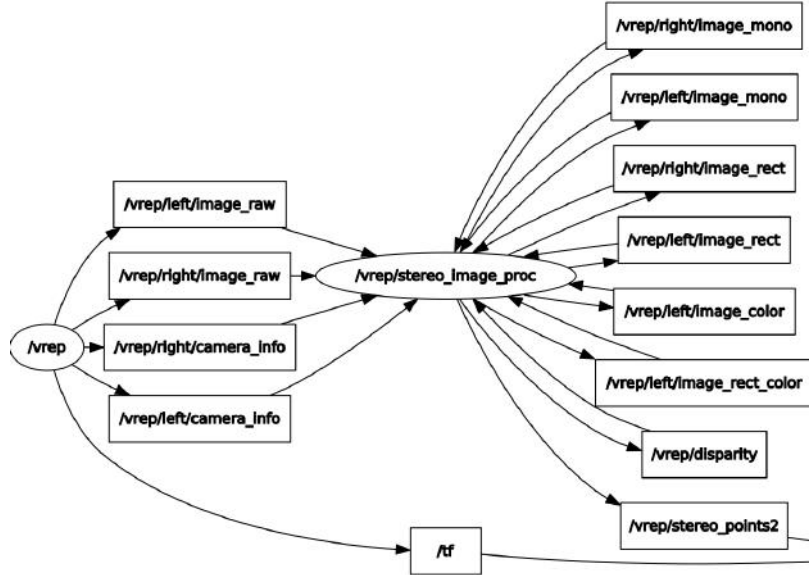 /vrep/right/image_mono
/vrep/left/image_mono
/vrep/right/image_rect
/vrep/left/image_raw
/vrep/left/image_rect
/vrep/right/image_raw
/vrep/stereo_image_proc
/vrep/left/image_color
/vrep
/vrep/right/camera_info
/vrep/left/image_rect_color
/vrep/left/camera_info
/vrep/disparity
/vrep/stereo_points2
/tf